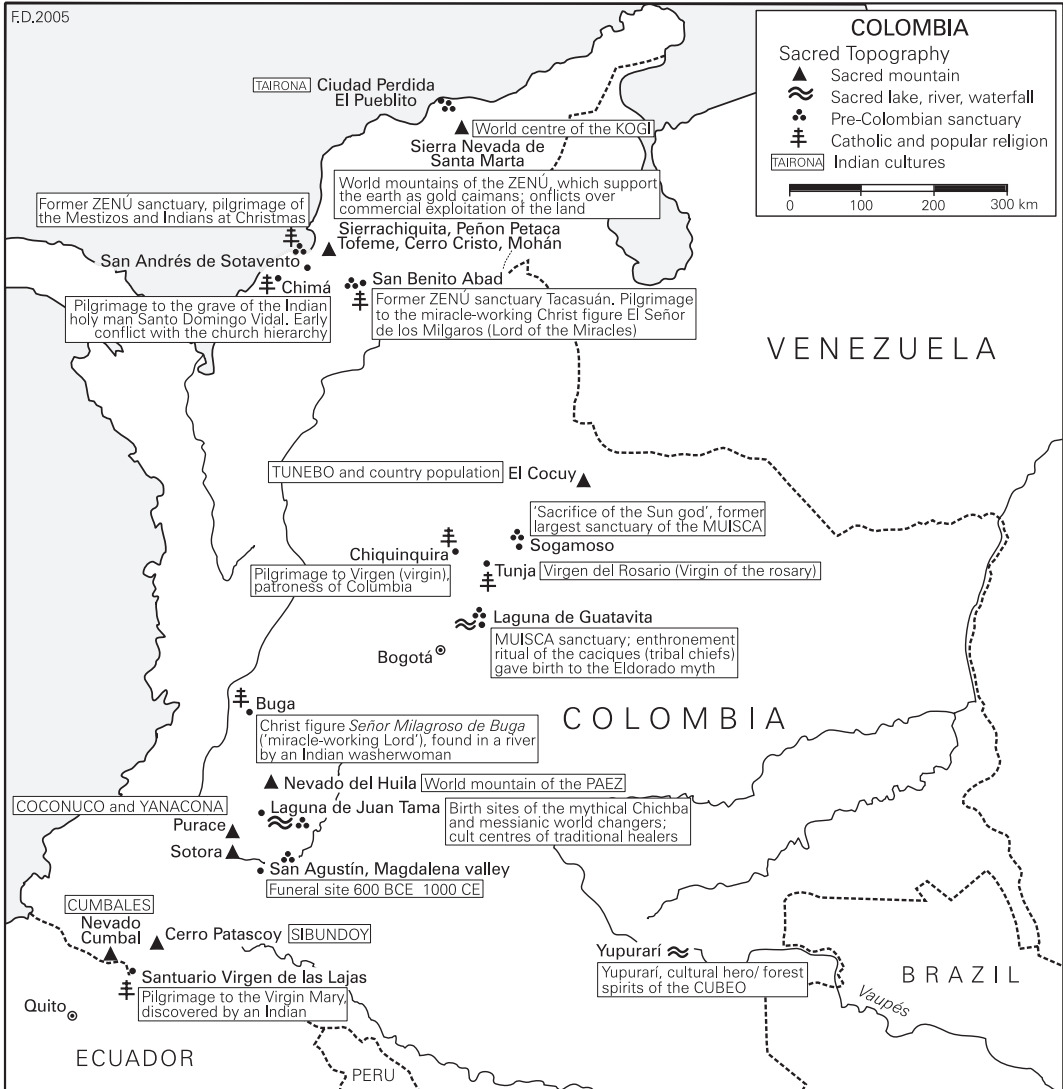 F.D.2005
COLOMBIA
Sacred Topography
Sacred mountain
Sacred lake, river, waterfall
Pre-Colombian sanctuary
Catholic and popular religion
TAIRONA Indian cultures
0 100 200 300 km
TAIRONA Ciudad Perdida
El Pueblito
World centre of the KOGI
Sierra Nevada de
Santa Marta
World mountains of the ZENÚ, which support
the earth as gold caimans; onflicts over
commercial exploitation of the land
Former ZENÚ sanctuary, pilgrimage of
the Mestizos and Indians at Christmas
Sierrachiquita, Peñon Petaça
Tofeme, Cerro Cristo, Mohán
San Andrés de Sotavento
Chimá
San Benito Abad
Pilgrimage to the grave of the Indian
holy man Santo Domingo Vidal. Early
conflict with the church hierarchy
Former ZENÚ sanctuary Tacasuán. Pilgrimage
to the miracle-working Christ figure El Señor
de los Milgaros (Lord of the Miracles)
VENEZUELA
TUNEBO and country population El Cocuy
'Sacrifice of the Sun god', former
largest sanctuary of the MUISCA
Sogamoso
Chiquinquira
Pilgrimage to Virgen (virgin),
patroness of Columbia
Tunja Virgen del Rosario (Virgin of the rosary)
Laguna de Guatavita
MUISCA sanctuary; enthronement
ritual of the caciques (tribal chiefs)
gave birth to the Eldorado myth
Bogotá
Buga
Christ figure Señor Milagroso de Buga
('miracle-working Lord'), found in a river
by an Indian washerwoman
COLOMBIA
Nevado del Huila World mountain of the PAEZ
COCONUCO and YANACONA
Laguna de Juan Tama
Birth sites of the mythical Chichba
and messianic world changers;
cult centres of traditional healers
Purace
Sotora
San Agustín, Magdalena valley
Funeral site 600 BCE 1000 CE
CUMBALES
Nevado
Cumbal
Cerro Patascoy SIBUNDOY
Santuario Virgen de las Lajas
Pilgrimage to the Virgin Mary,
discovered by an Indian
Yupurarí
Yupurarí, cultural hero/ forest
spirits of the CUBEO
BRAZIL
Vaupés
Quito
ECUADOR
PERU